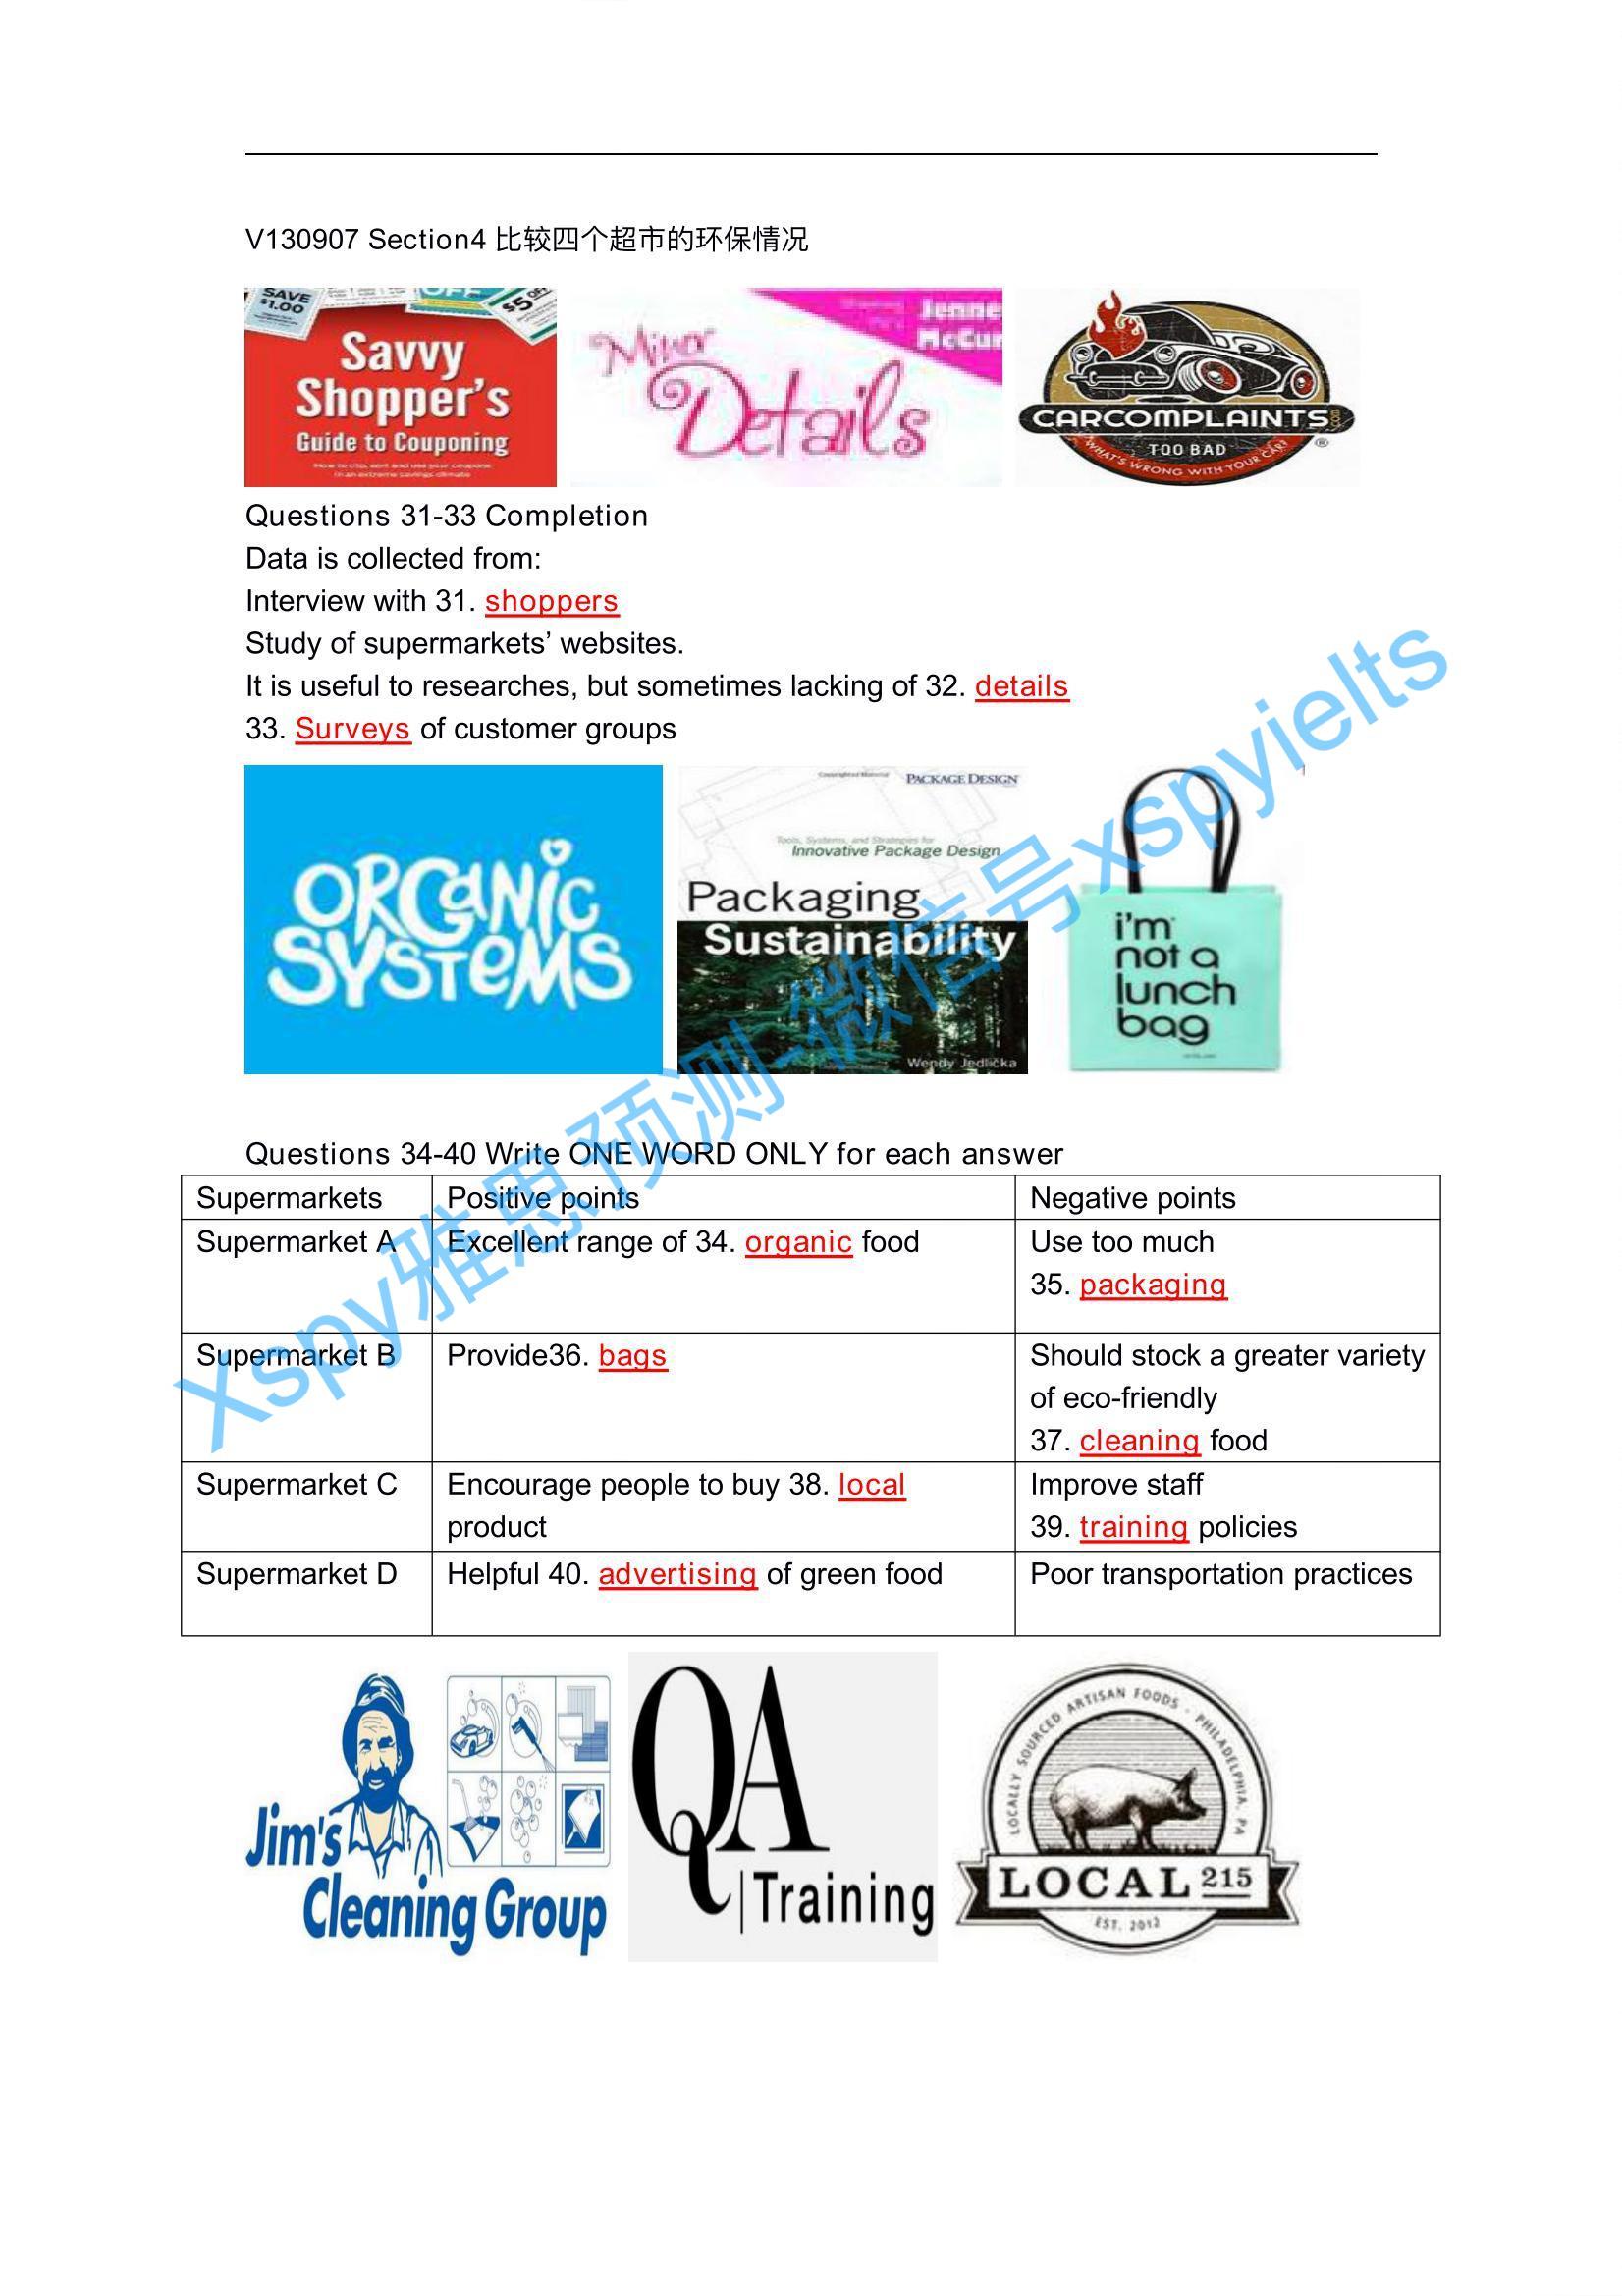 V130907 Section4 比较四个超市的环保情况
SAVE
$1.00
OFF
$5 OFF
Savvy
Shopper's
Guide to Couponing
How to clip, sort and use your coupons
in an extreme savings climate
Minor
Details
CARCOMPLAINTS.com
TOO BAD
WHAT'S WRONG WITH YOUR CAR?
®
Questions 31-33 Completion
Data is collected from:
Interview with 31. shoppers
Study of supermarkets’ websites.
It is useful to researches, but sometimes lacking of 32. details
33. Surveys of customer groups
ORGaNiC
SYSTeMS
Copyrighted Material
PACKAGE DESIGN
Tools, Systems, and Strategies for
Innovative Package Design
Packaging
Sustainability
Wendy Jedlička
i'm
not a
lunch
bag
Questions 34-40 Write ONE WORD ONLY for each answer
Supermarkets Positive points Negative points
Supermarket A Excellent range of 34. organic food Use too much
35. packaging
Supermarket B Provide36. bags Should stock a greater variety
of eco-friendly
37. cleaning food
Supermarket C Encourage people to buy 38. local Improve staff
product 39. training policies
Supermarket D Helpful 40. advertising of green food Poor transportation practices
Jim's
Cleaning Group
QA
Training
LOCALLY SOURCED ARTISAN FOODS · PHILADELPHIA, PA
LOCAL 215
EST. 2012
Xspy雅思预测-微信号xspyielts